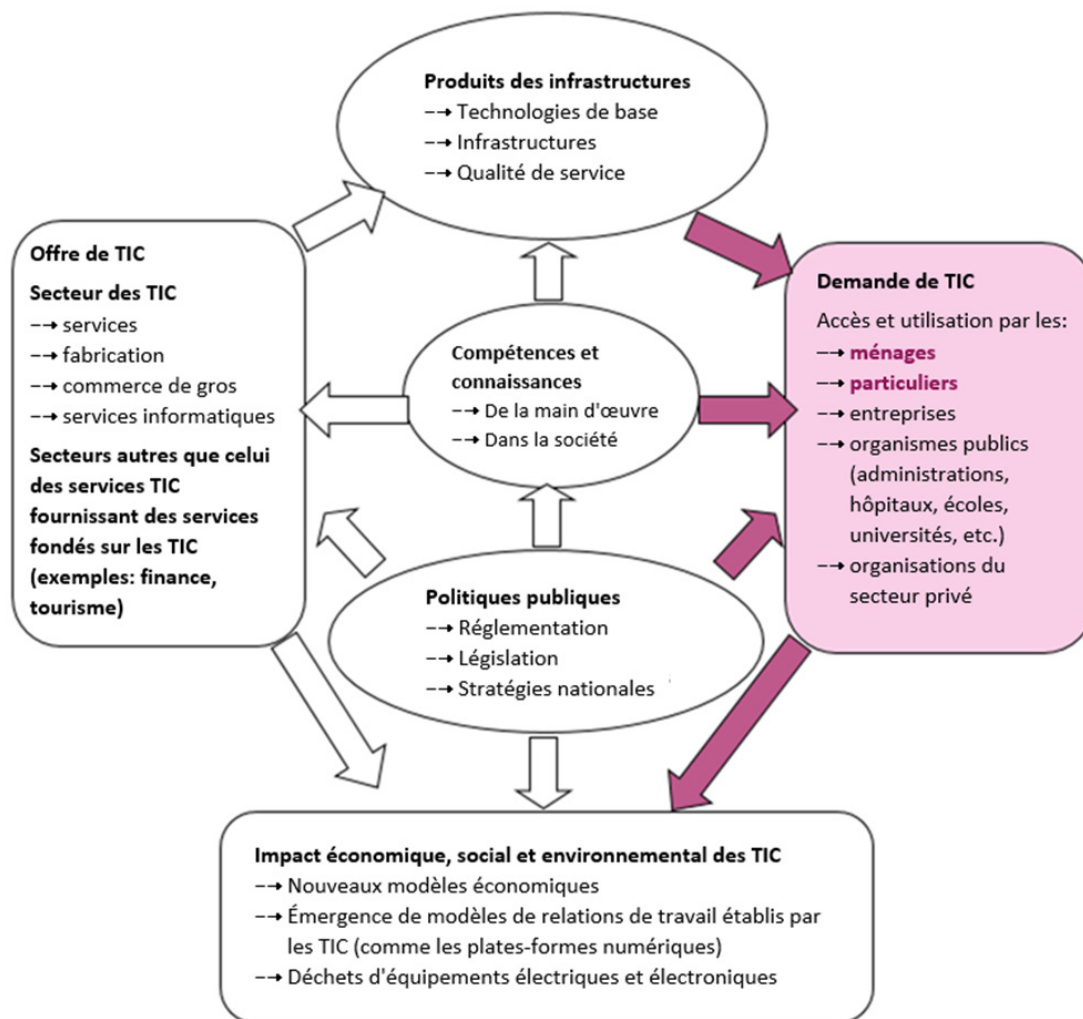 Produits des infrastructures
--→ Technologies de base
--→ Infrastructures
--→ Qualité de service
Offre de TIC
Secteur des TIC
--→ services
--→ fabrication
--→ commerce de gros
--→ services informatiques
Secteurs autres que celui
des services TIC
fournissant des services
fondés sur les TIC
(exemples: finance,
tourisme)
Compétences et
connaissances
--→ De la main d'œuvre
--→ Dans la société
Demande de TIC
Accès et utilisation par les:
--→ ménages
--→ particuliers
--→ entreprises
--→ organismes publics
(administrations,
hôpitaux, écoles,
universités, etc.)
--→ organisations du
secteur privé
Politiques publiques
--→ Réglementation
--→ Législation
--→ Stratégies nationales
Impact économique, social et environnemental des TIC
--→ Nouveaux modèles économiques
--→ Émergence de modèles de relations de travail établis par
les TIC (comme les plates-formes numériques)
--→ Déchets d'équipements électriques et électroniques